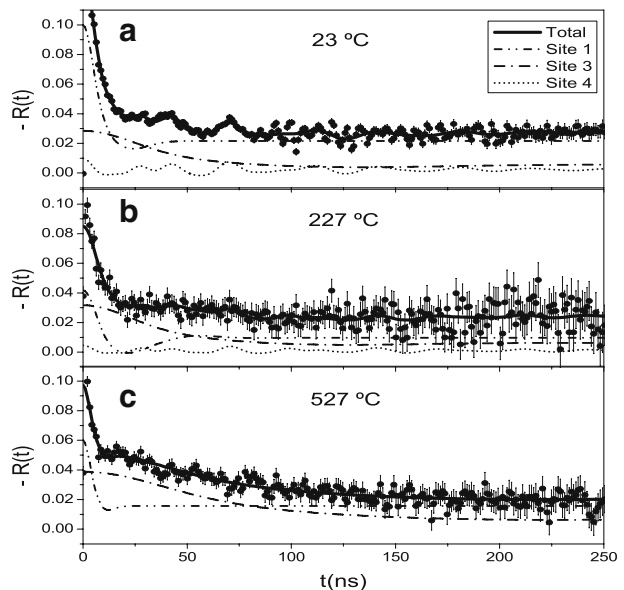 a
23 ºC
Total
Site 1
Site 3
Site 4
- R(t)
0.10
0.08
0.06
0.04
0.02
0.00
b
227 ºC
- R(t)
0.10
0.08
0.06
0.04
0.02
0.00
c
527 ºC
- R(t)
0.10
0.08
0.06
0.04
0.02
0.00
0 50 100 150 200 250
t(ns)